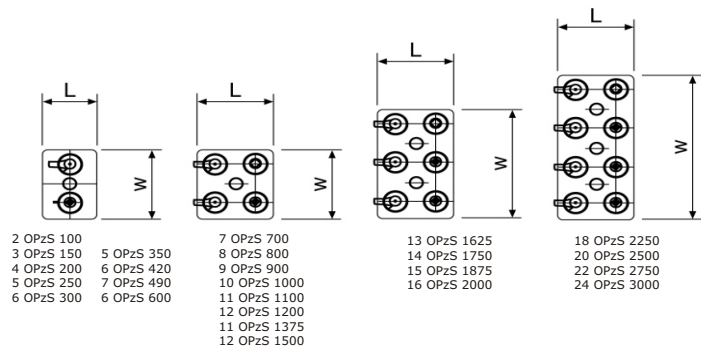 L
W
2 OPzS 100
3 OPzS 150
4 OPzS 200
5 OPzS 250
6 OPzS 300
5 OPzS 350
6 OPzS 420
7 OPzS 490
6 OPzS 600
L
W
7 OPzS 700
8 OPzS 800
9 OPzS 900
10 OPzS 1000
11 OPzS 1100
12 OPzS 1200
11 OPzS 1375
12 OPzS 1500
L
W
13 OPzS 1625
14 OPzS 1750
15 OPzS 1875
16 OPzS 2000
L
W
18 OPzS 2250
20 OPzS 2500
22 OPzS 2750
24 OPzS 3000